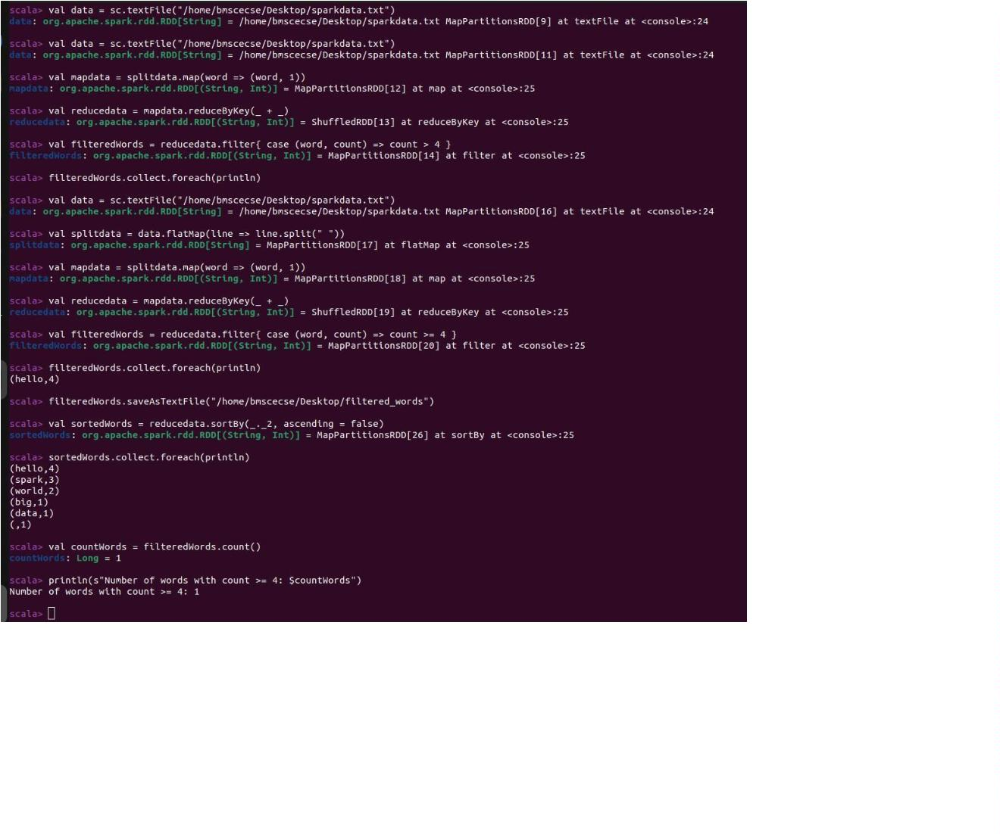 scala> val data = sc.textFile("/home/bmscecse/Desktop/sparkdata.txt")
data: org.apache.spark.rdd.RDD[String] = /home/bmscecse/Desktop/sparkdata.txt MapPartitionsRDD[9] at textFile at <console>:24
scala> val data = sc.textFile("/home/bmscecse/Desktop/sparkdata.txt")
data: org.apache.spark.rdd.RDD[String] = /home/bmscecse/Desktop/sparkdata.txt MapPartitionsRDD[11] at textFile at <console>:24
scala> val mapdata = splitdata.map(word => (word, 1))
mapdata: org.apache.spark.rdd.RDD[(String, Int)] = MapPartitionsRDD[12] at map at <console>:25
scala> val reducedata = mapdata.reduceByKey(_ + _)
reducedata: org.apache.spark.rdd.RDD[(String, Int)] = ShuffledRDD[13] at reduceByKey at <console>:25
scala> val filteredWords = reducedata.filter{ case (word, count) => count > 4 }
filteredWords: org.apache.spark.rdd.RDD[(String, Int)] = MapPartitionsRDD[14] at filter at <console>:25
scala> filteredWords.collect.foreach(println)
scala> val data = sc.textFile("/home/bmscecse/Desktop/sparkdata.txt")
data: org.apache.spark.rdd.RDD[String] = /home/bmscecse/Desktop/sparkdata.txt MapPartitionsRDD[16] at textFile at <console>:24
scala> val splitdata = data.flatMap(line => line.split(" "))
splitdata: org.apache.spark.rdd.RDD[String] = MapPartitionsRDD[17] at flatMap at <console>:25
scala> val mapdata = splitdata.map(word => (word, 1))
mapdata: org.apache.spark.rdd.RDD[(String, Int)] = MapPartitionsRDD[18] at map at <console>:25
scala> val reducedata = mapdata.reduceByKey(_ + _)
reducedata: org.apache.spark.rdd.RDD[(String, Int)] = ShuffledRDD[19] at reduceByKey at <console>:25
scala> val filteredWords = reducedata.filter{ case (word, count) => count >= 4 }
filteredWords: org.apache.spark.rdd.RDD[(String, Int)] = MapPartitionsRDD[20] at filter at <console>:25
scala> filteredWords.collect.foreach(println)
(hello,4)
scala> filteredWords.saveAsTextFile("/home/bmscecse/Desktop/filtered_words")
scala> val sortedWords = reducedata.sortBy(_._2, ascending = false)
sortedWords: org.apache.spark.rdd.RDD[(String, Int)] = MapPartitionsRDD[26] at sortBy at <console>:25
scala> sortedWords.collect.foreach(println)
(hello,4)
(spark,3)
(world,2)
(big,1)
(data,1)
(,1)
scala> val countWords = filteredWords.count()
countWords: Long = 1
scala> println(s"Number of words with count >= 4: $countWords")
Number of words with count >= 4: 1
scala>